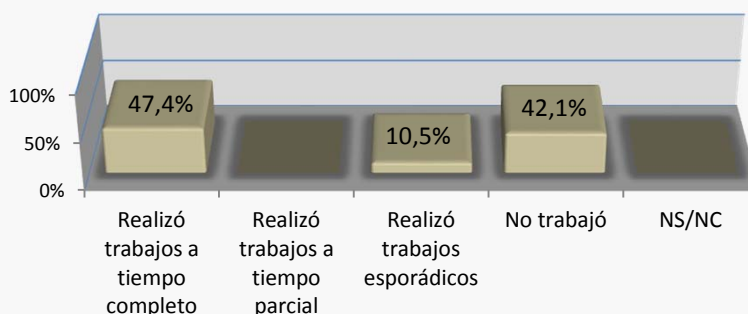 47,4%
10,5%
42,1%
100%
50%
0%
Realizó
trabajos a
tiempo
completo
Realizó
trabajos a
tiempo
parcial
Realizó
trabajos
esporádicos
No trabajó
NS/NC